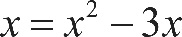 x = x² − 3x